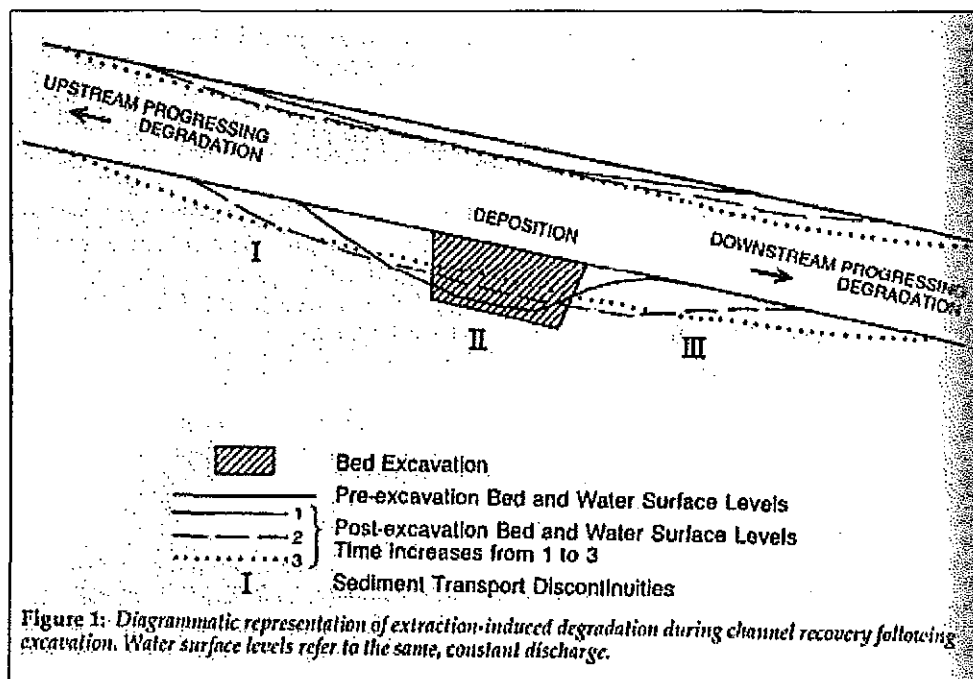 UPSTREAM PROGRESSING
DEGRADATION
DEPOSITION
DOWNSTREAM PROGRESSING
DEGRADATION
I
II
III
Bed Excavation
Pre-excavation Bed and Water Surface Levels
1
2
3
Post-excavation Bed and Water Surface Levels
Time increases from 1 to 3
I Sediment Transport Discontinuities
Figure 1: Diagrammatic representation of extraction-induced degradation during channel recovery following
excavation. Water surface levels refer to the same, constant discharge.